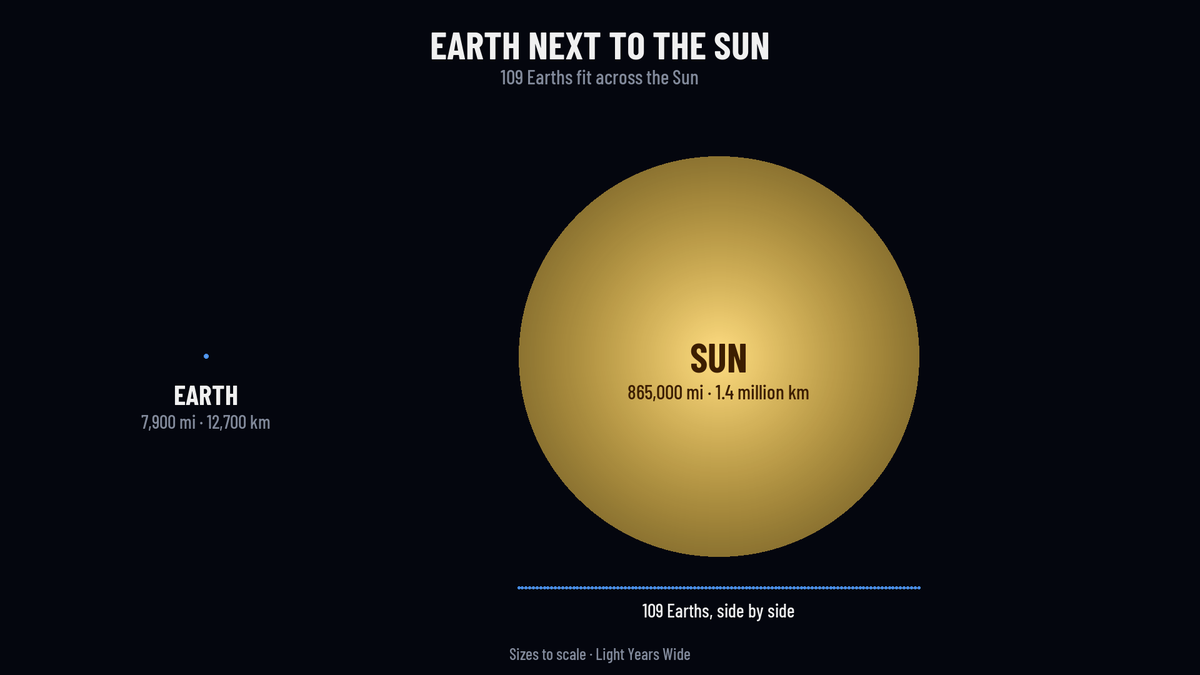 EARTH NEXT TO THE SUN
109 Earths fit across the Sun
EARTH
7,900 mi · 12,700 km
SUN
865,000 mi · 1.4 million km
109 Earths, side by side
Sizes to scale · Light Years Wide